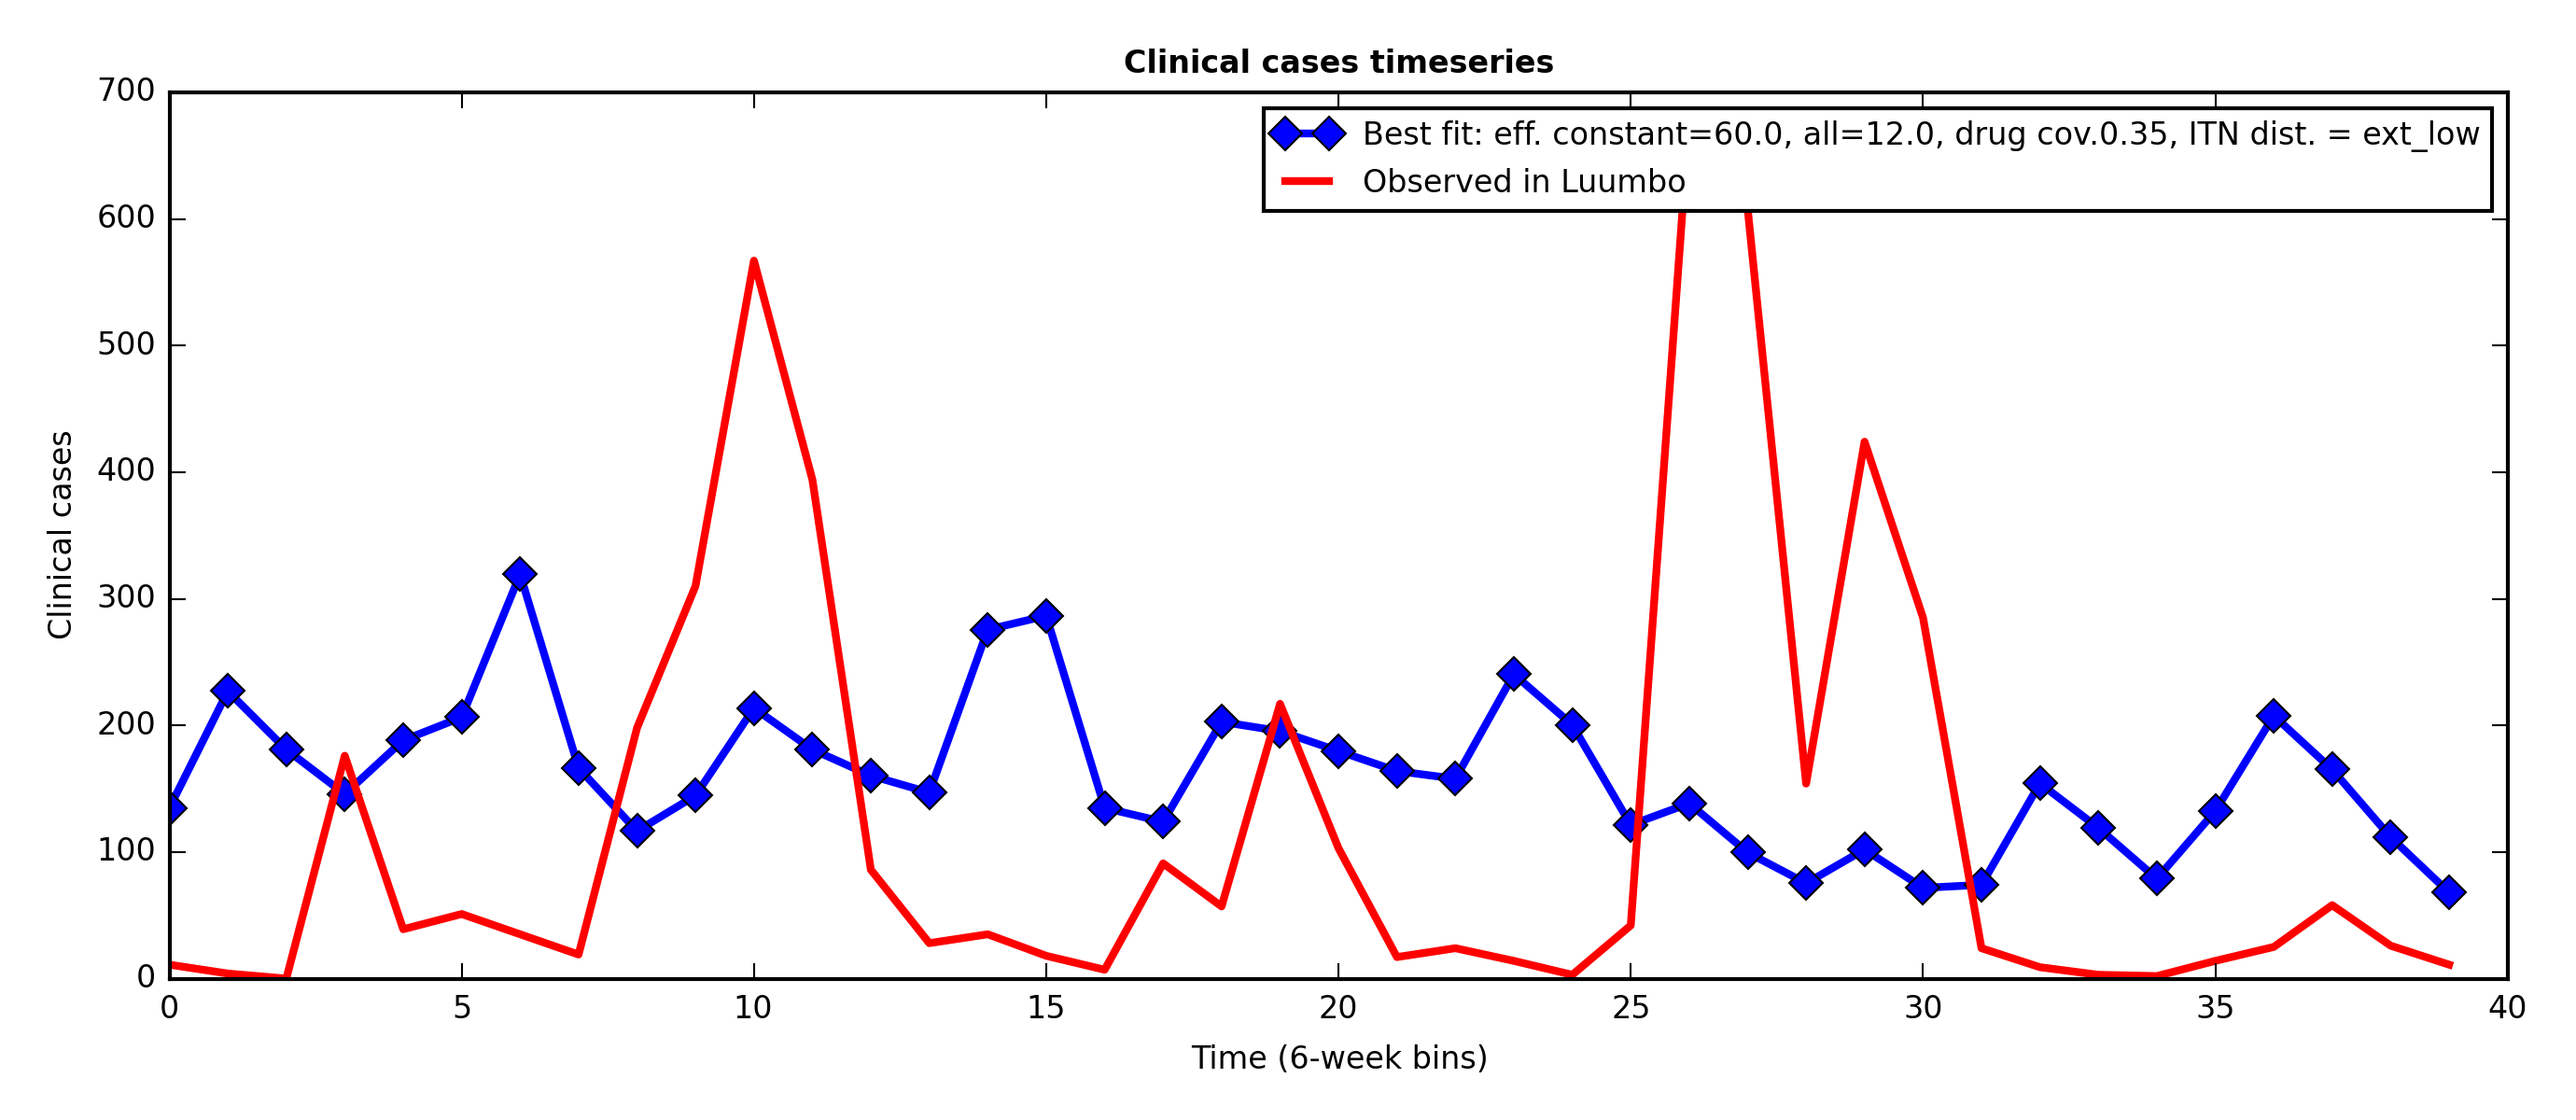 Clinical cases timeseries
700
600
500
400
300
200
100
0
Clinical cases
Best fit: eff. constant=60.0, all=12.0, drug cov.0.35, ITN dist. = ext_low
Observed in Luumbo
0 5 10 15 20 25 30 35 40
Time (6-week bins)